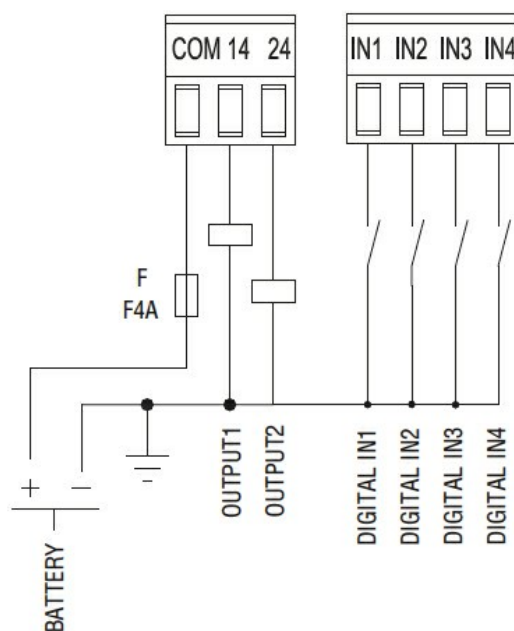 COM 14 24
IN1 IN2 IN3 IN4
F
F4A
+ −
BATTERY
OUTPUT1
OUTPUT2
DIGITAL IN1
DIGITAL IN2
DIGITAL IN3
DIGITAL IN4